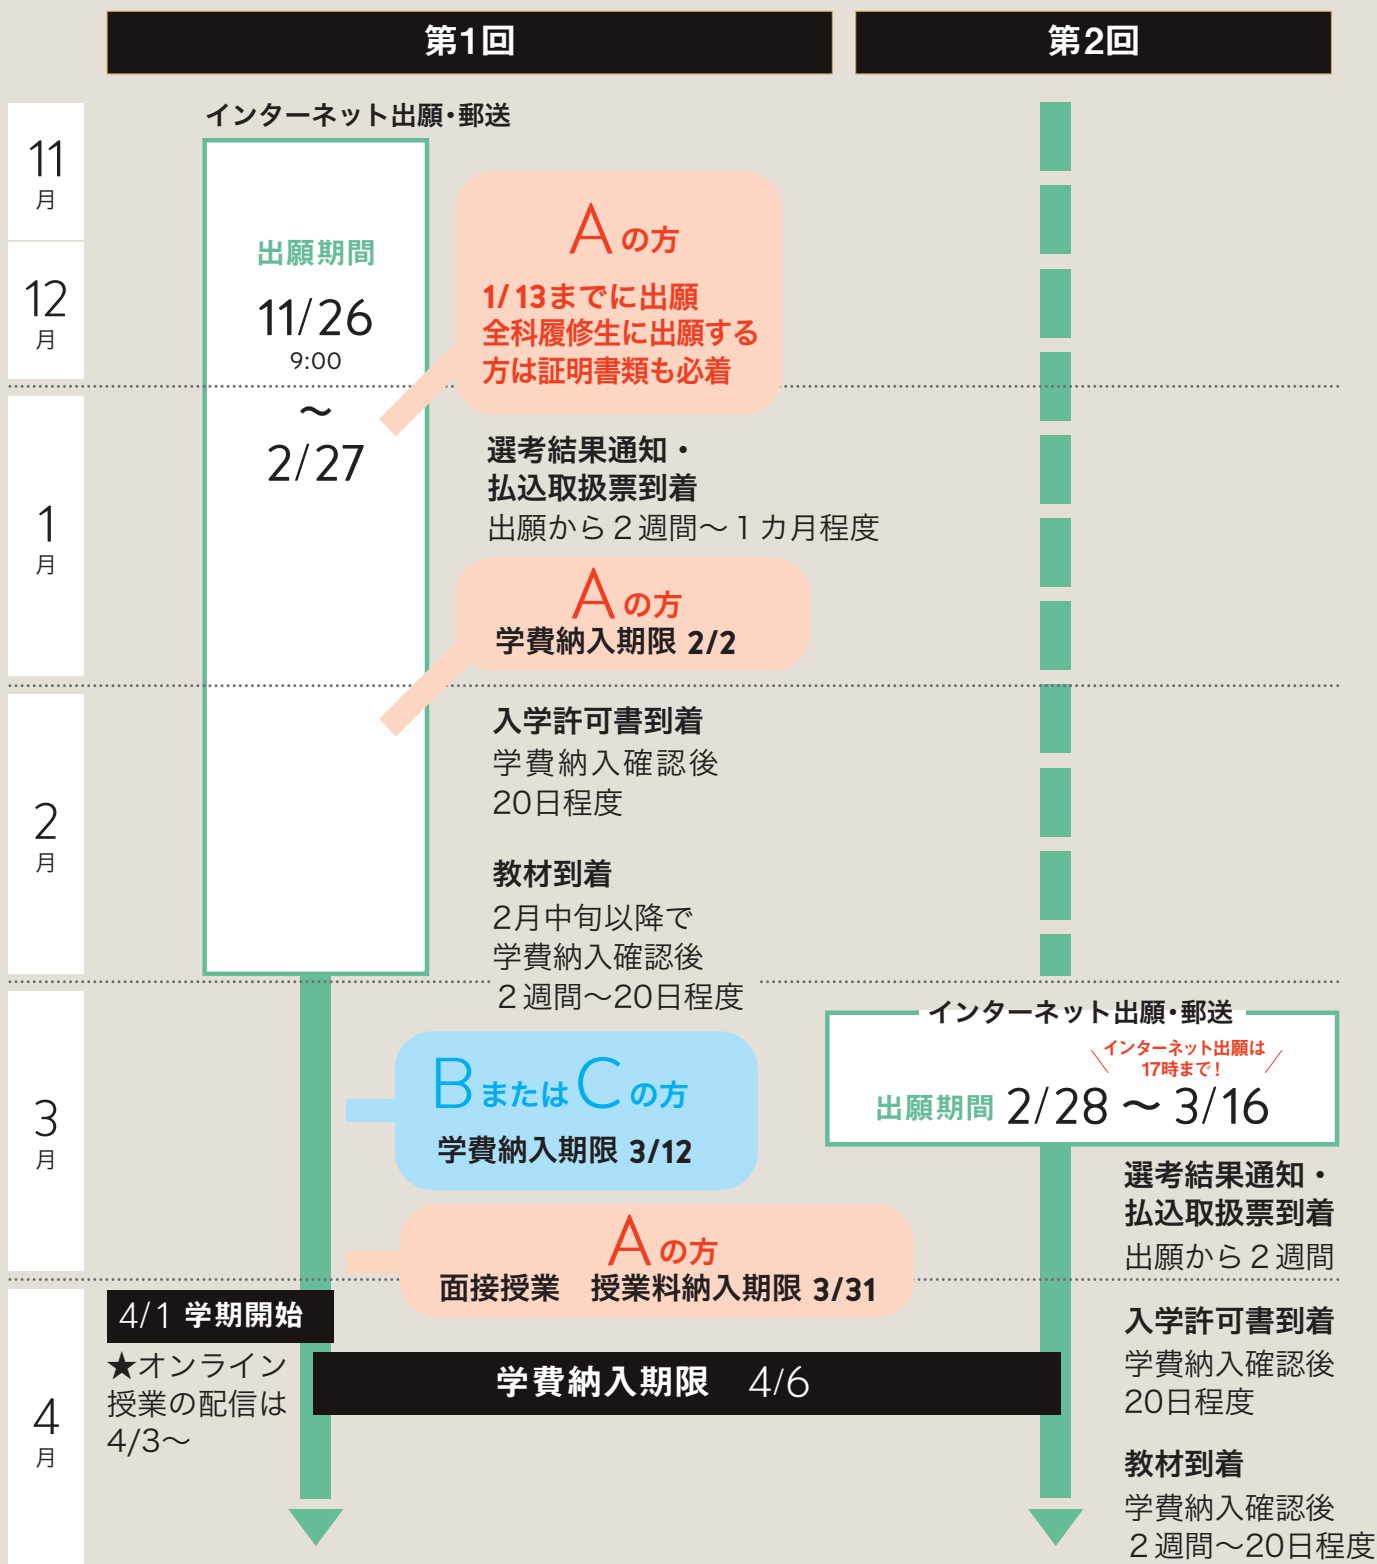 第1回
第2回
11
月
12
月
1
月
2
月
3
月
4
月
インターネット出願・郵送
出願期間
11/26
9:00
〜
2/27
Aの方
1/13までに出願
全科履修生に出願する
方は証明書類も必着
選考結果通知・
払込取扱票到着
出願から２週間〜１カ月程度
Aの方
学費納入期限 2/2
入学許可書到着
学費納入確認後
20日程度
教材到着
2月中旬以降で
学費納入確認後
２週間〜20日程度
BまたはCの方
学費納入期限 3/12
Aの方
面接授業　授業料納入期限 3/31
4/1 学期開始
★オンライン
授業の配信は
4/3〜
学費納入期限　4/6
インターネット出願・郵送
インターネット出願は
17時まで！
出願期間 2/28 〜 3/16
選考結果通知・
払込取扱票到着
出願から２週間
入学許可書到着
学費納入確認後
20日程度
教材到着
学費納入確認後
２週間〜20日程度